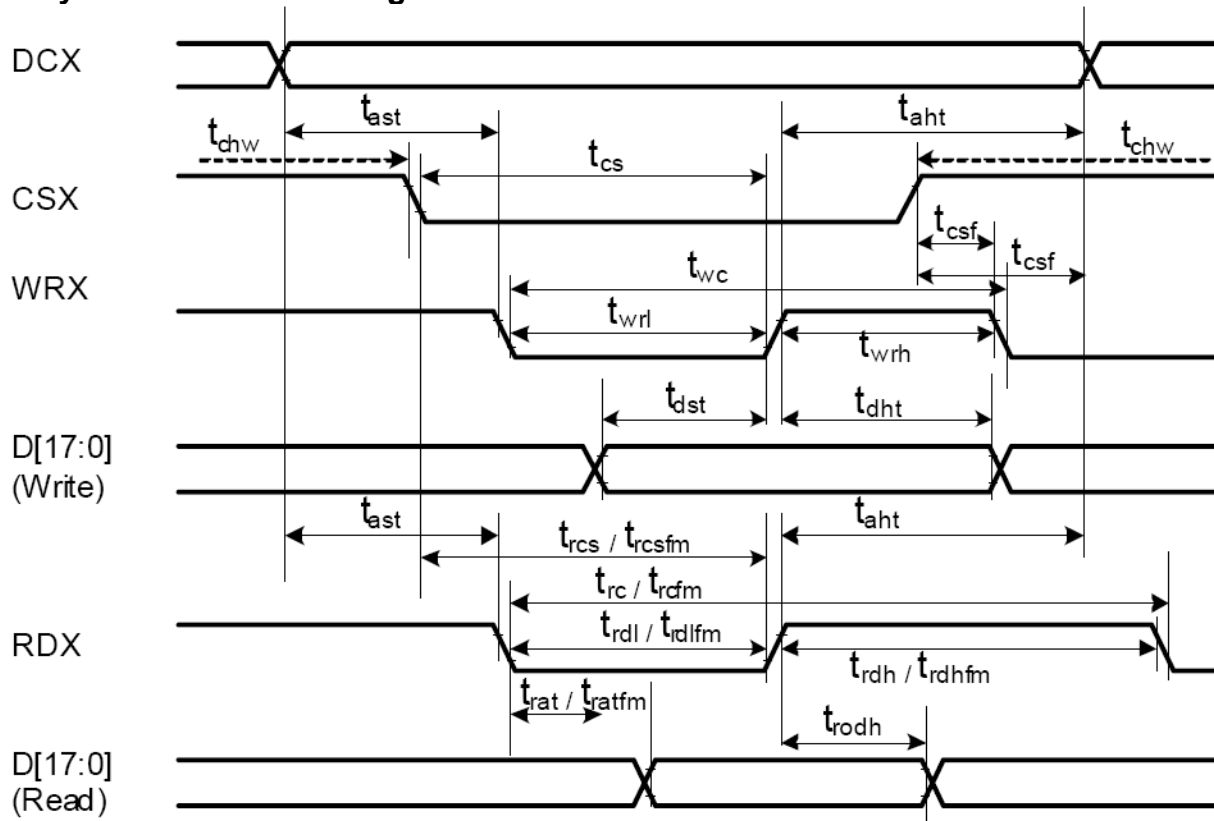 DCX
tast
taht
tchw
tchw
tcs
CSX
tcsf
tcsf
twc
WRX
twrl
twrh
tdst
tdht
D[17:0]
(Write)
tast
taht
trcs / trcsfm
trc / trcfm
RDX
trdl / trdlfm
trdh / trdhfm
trat / tratfm
trodh
D[17:0]
(Read)